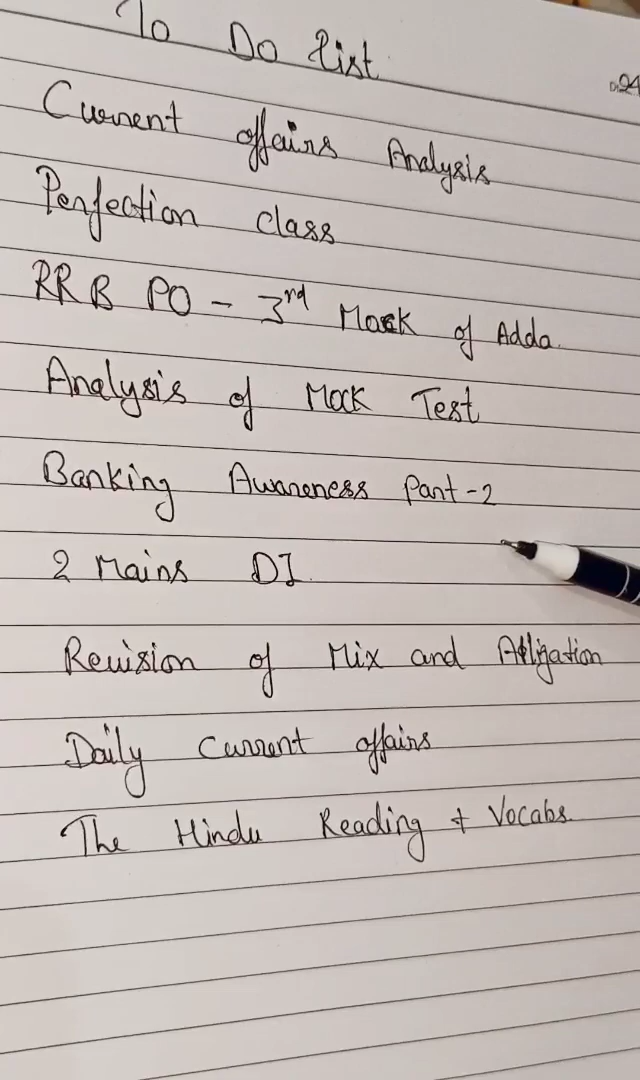 To Do List
Current affairs Analysis
Perfection class
RRB PO - 3rd Mock of Adda
Analysis of Mock Test
Banking Awareness Part-2
2 Mains DI
Revision of Mix and Alligation
Daily Current affairs
The Hindu Reading + Vocabs